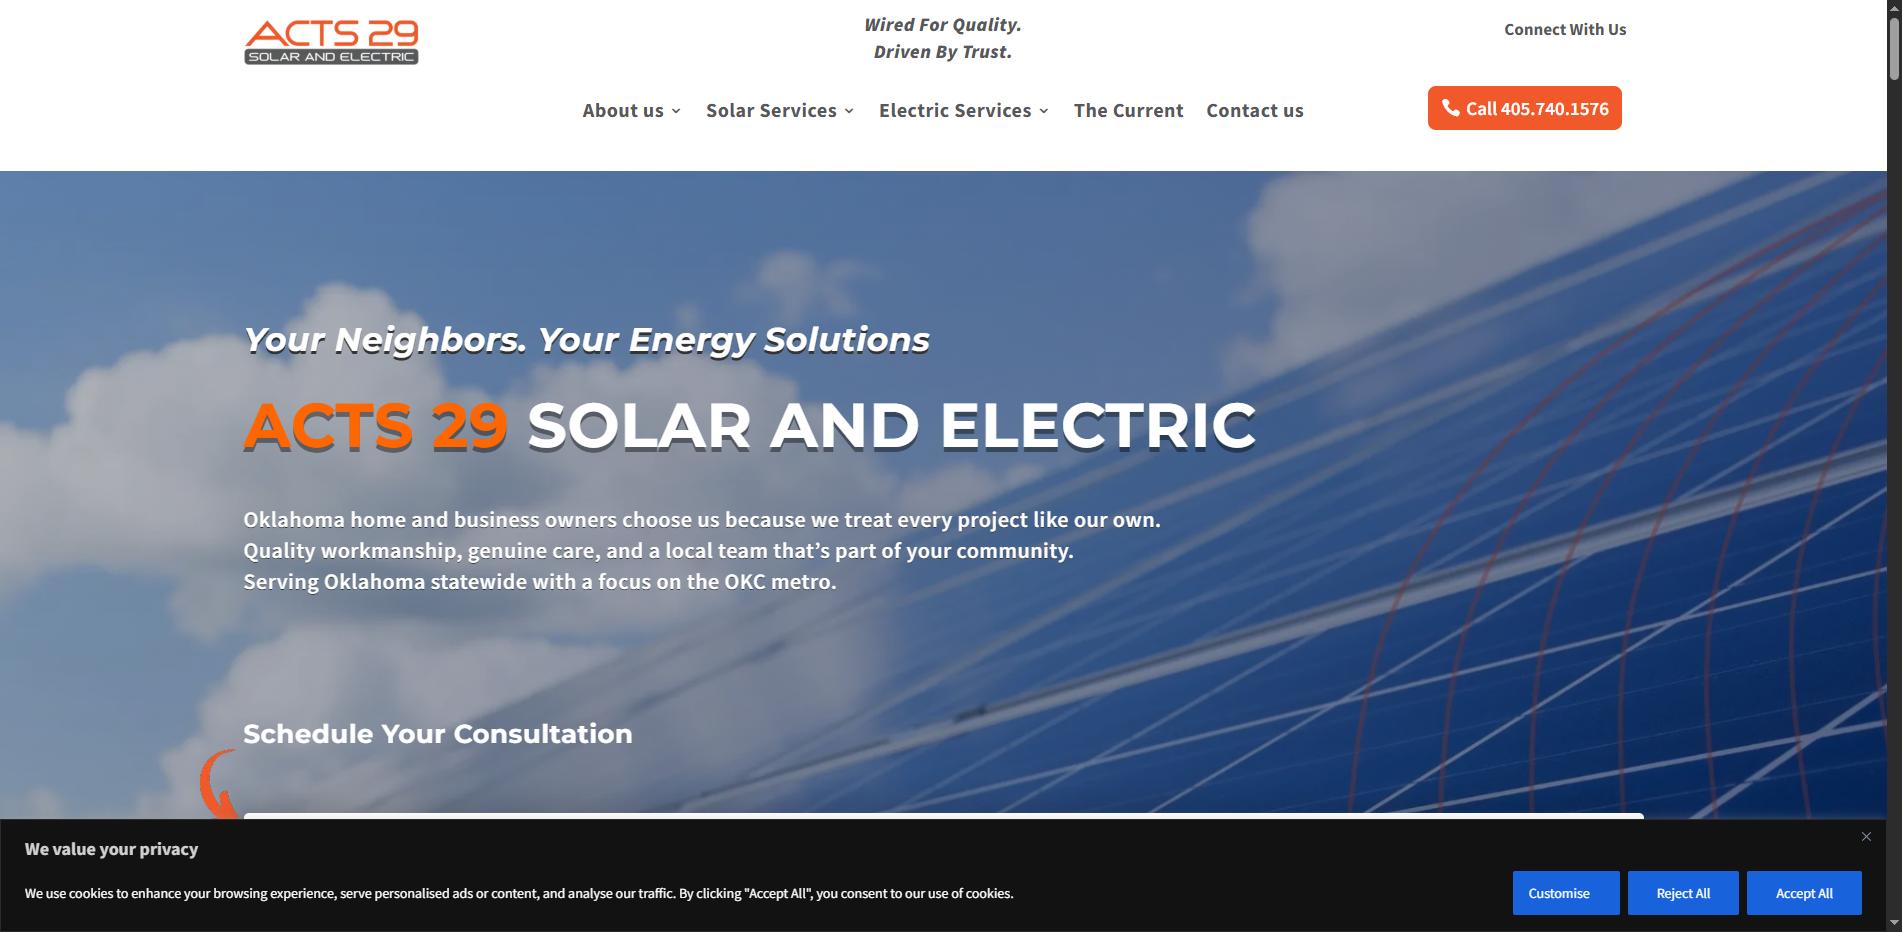 ACTS 29
SOLAR AND ELECTRIC
Wired For Quality.
Driven By Trust.
Connect With Us
About us
Solar Services
Electric Services
The Current
Contact us
Call 405.740.1576
Your Neighbors. Your Energy Solutions
ACTS 29 SOLAR AND ELECTRIC
Oklahoma home and business owners choose us because we treat every project like our own.
Quality workmanship, genuine care, and a local team that’s part of your community.
Serving Oklahoma statewide with a focus on the OKC metro.
Schedule Your Consultation
We value your privacy
We use cookies to enhance your browsing experience, serve personalised ads or content, and analyse our traffic. By clicking "Accept All", you consent to our use of cookies.
Customise
Reject All
Accept All